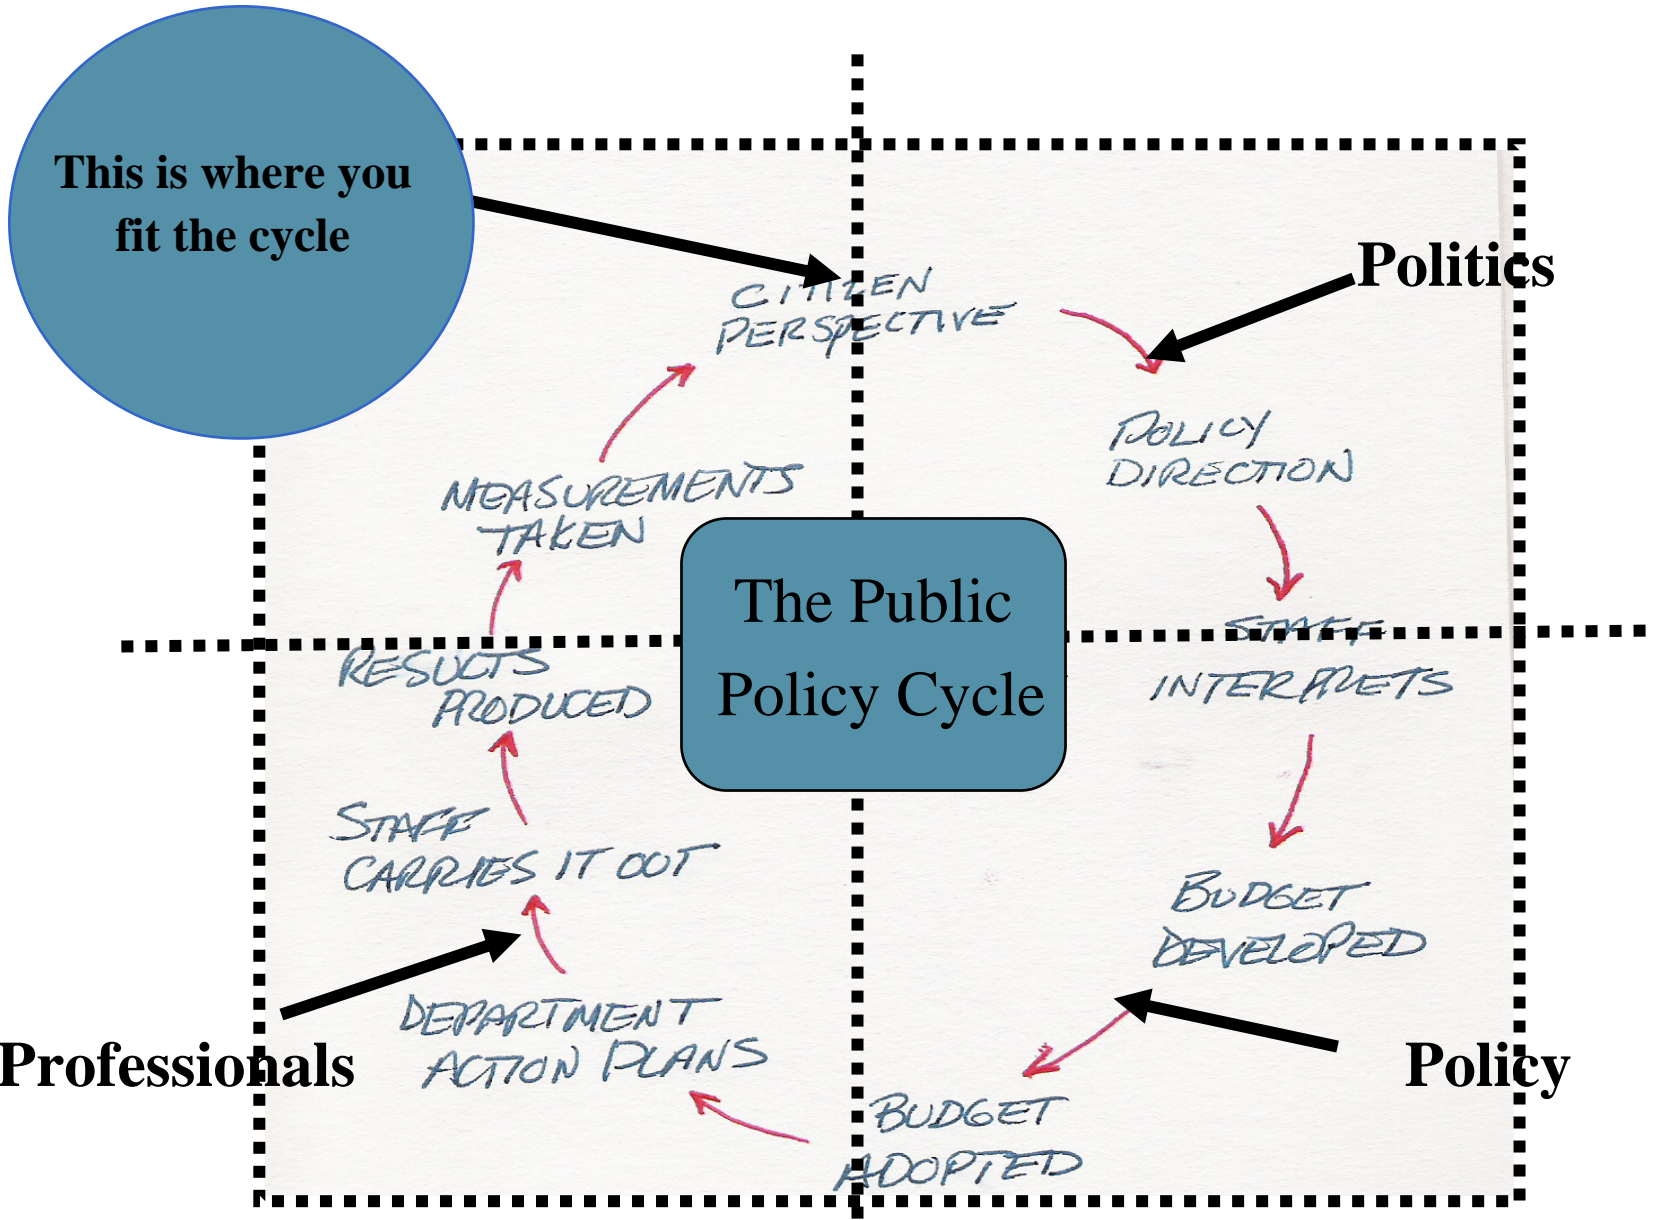 This is where you
fit the cycle
Politics
CITIZEN
PERSPECTIVE
POLICY
DIRECTION
MEASUREMENTS
TAKEN
The Public
Policy Cycle
STAFF
INTERPRETS
RESULTS
PRODUCED
STAFF
CARRIES IT OUT
BUDGET
DEVELOPED
DEPARTMENT
ACTION PLANS
Professionals
Policy
BUDGET
ADOPTED